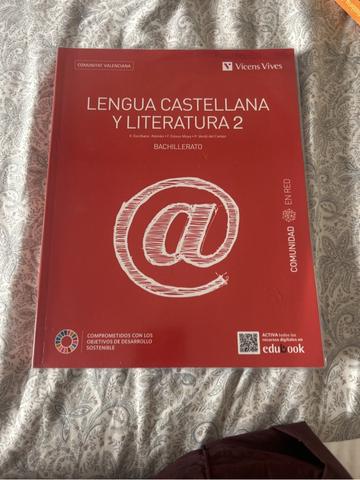 COMUNITAT VALENCIANA
Vicens Vives
LENGUA CASTELLANA
Y LITERATURA 2
BACHILLERATO
@
COMUNIDAD EN RED
COMPROMETIDOS CON LOS
OBJETIVOS DE DESARROLLO
SOSTENIBLE
ACTIVA todos los
recursos digitales en
edubook